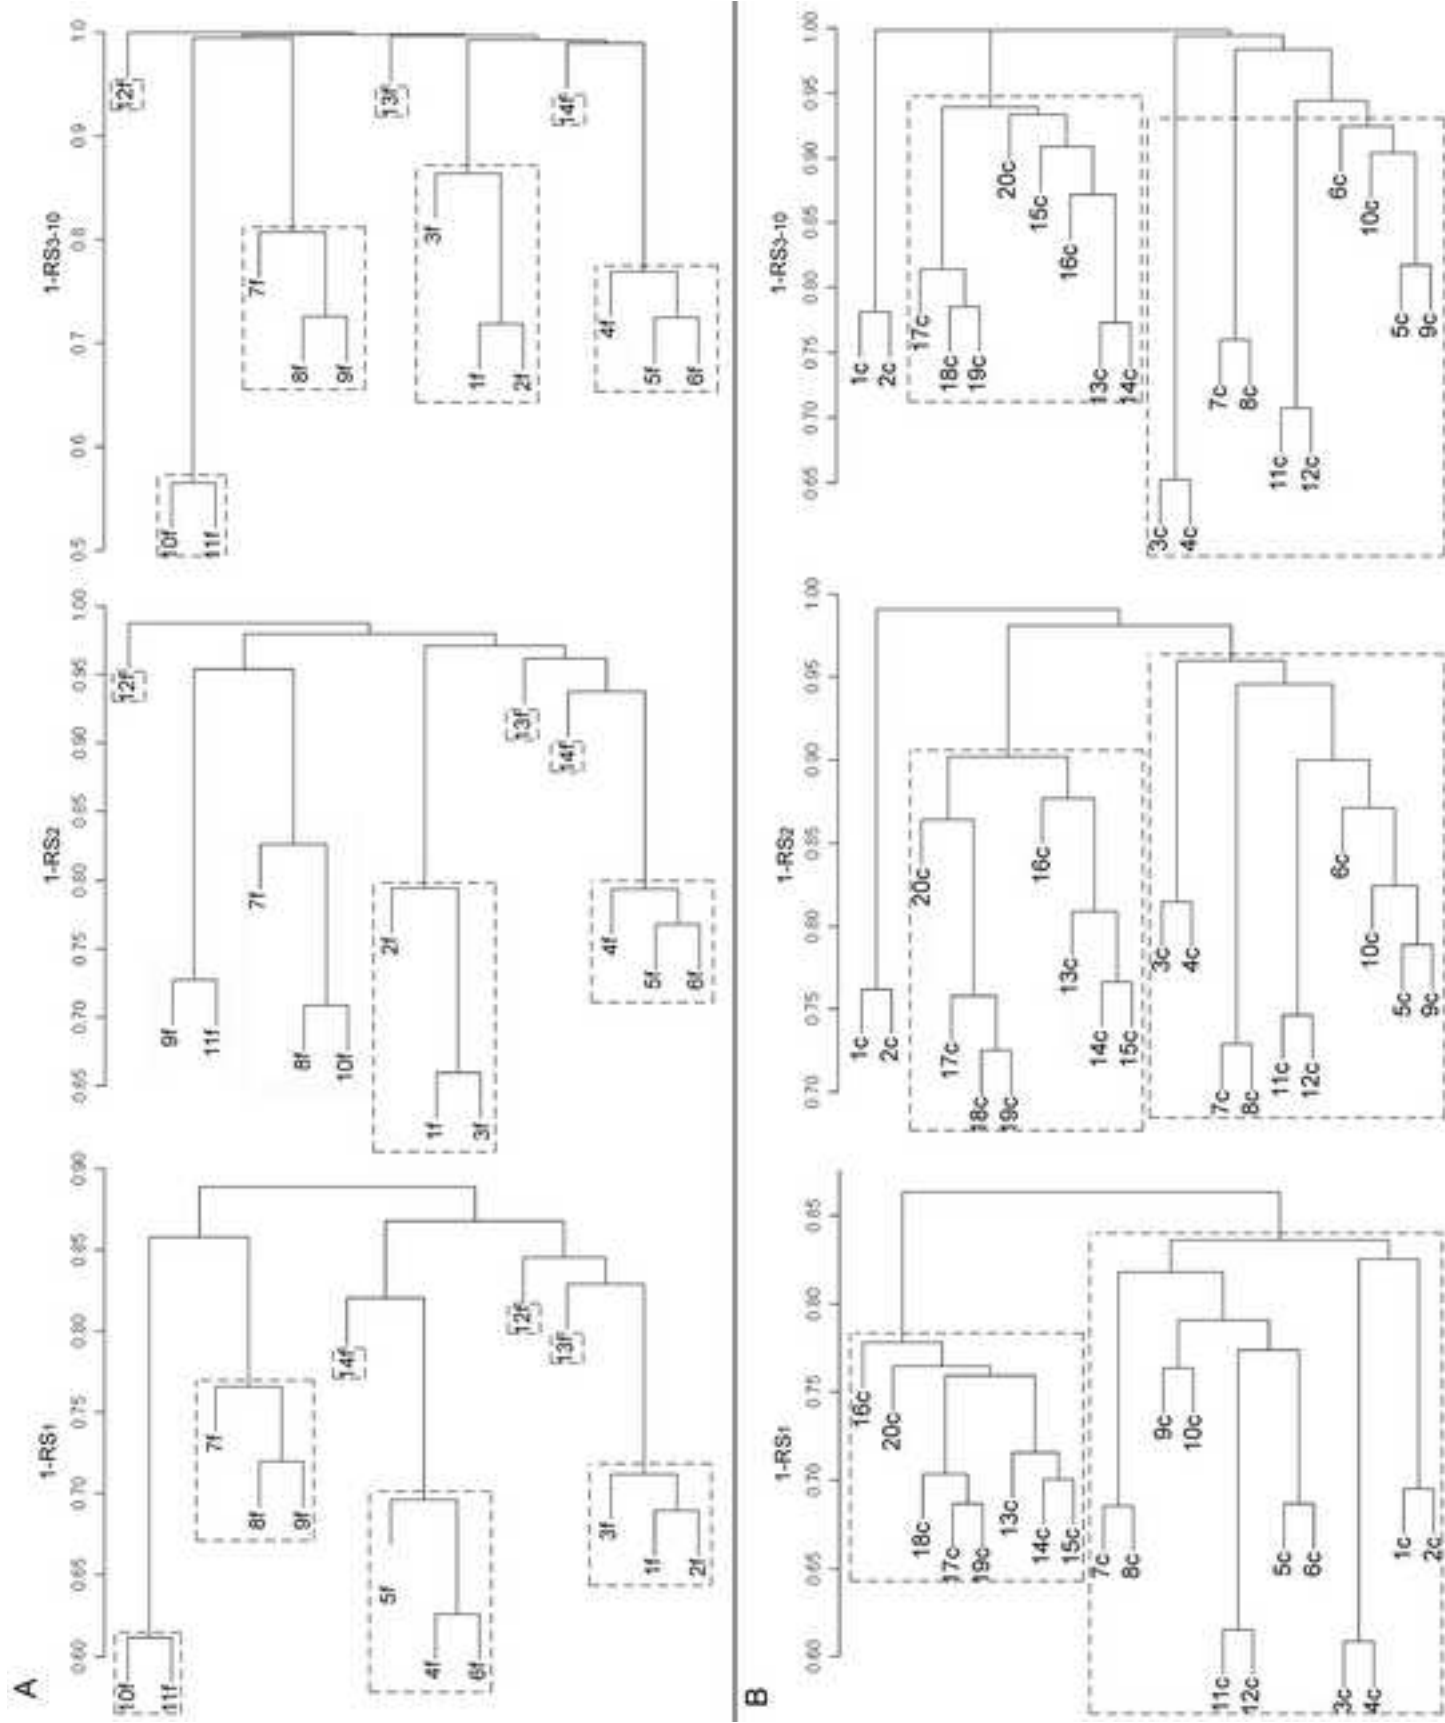 A
1-RS1
0.60 0.65 0.70 0.75 0.80 0.85 0.90
10f
11f
7f
8f
9f
14f
5f
4f
6f
12f
13f
3f
1f
2f
1-RS2
0.65 0.70 0.75 0.80 0.85 0.90 0.95 1.00
12f
9f
11f
7f
8f
10f
2f
1f
3f
13f
14f
4f
5f
6f
1-RS3-10
0.5 0.6 0.7 0.8 0.9 1.0
12f
10f
11f
7f
8f
9f
13f
3f
1f
2f
14f
4f
5f
6f
B
1-RS1
0.60 0.65 0.70 0.75 0.80 0.85
16c
20c
18c
17c
19c
13c
14c
15c
7c
8c
9c
10c
11c
12c
5c
6c
3c
4c
1c
2c
1-RS2
0.70 0.75 0.80 0.85 0.90 0.95 1.00
1c
2c
20c
17c
18c
19c
16c
13c
14c
15c
3c
4c
7c
8c
11c
12c
6c
10c
5c
9c
1-RS3-10
0.65 0.70 0.75 0.80 0.85 0.90 0.95 1.00
1c
2c
17c
18c
19c
20c
15c
16c
13c
14c
3c
4c
7c
8c
11c
12c
6c
10c
5c
9c